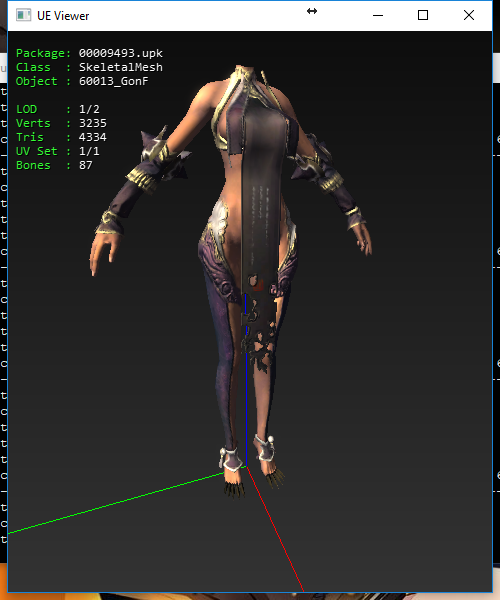 UE Viewer
Package: 00009493.upk
Class : SkeletalMesh
Object : 60013_GonF
LOD : 1/2
Verts : 3235
Tris : 4334
UV Set : 1/1
Bones : 87